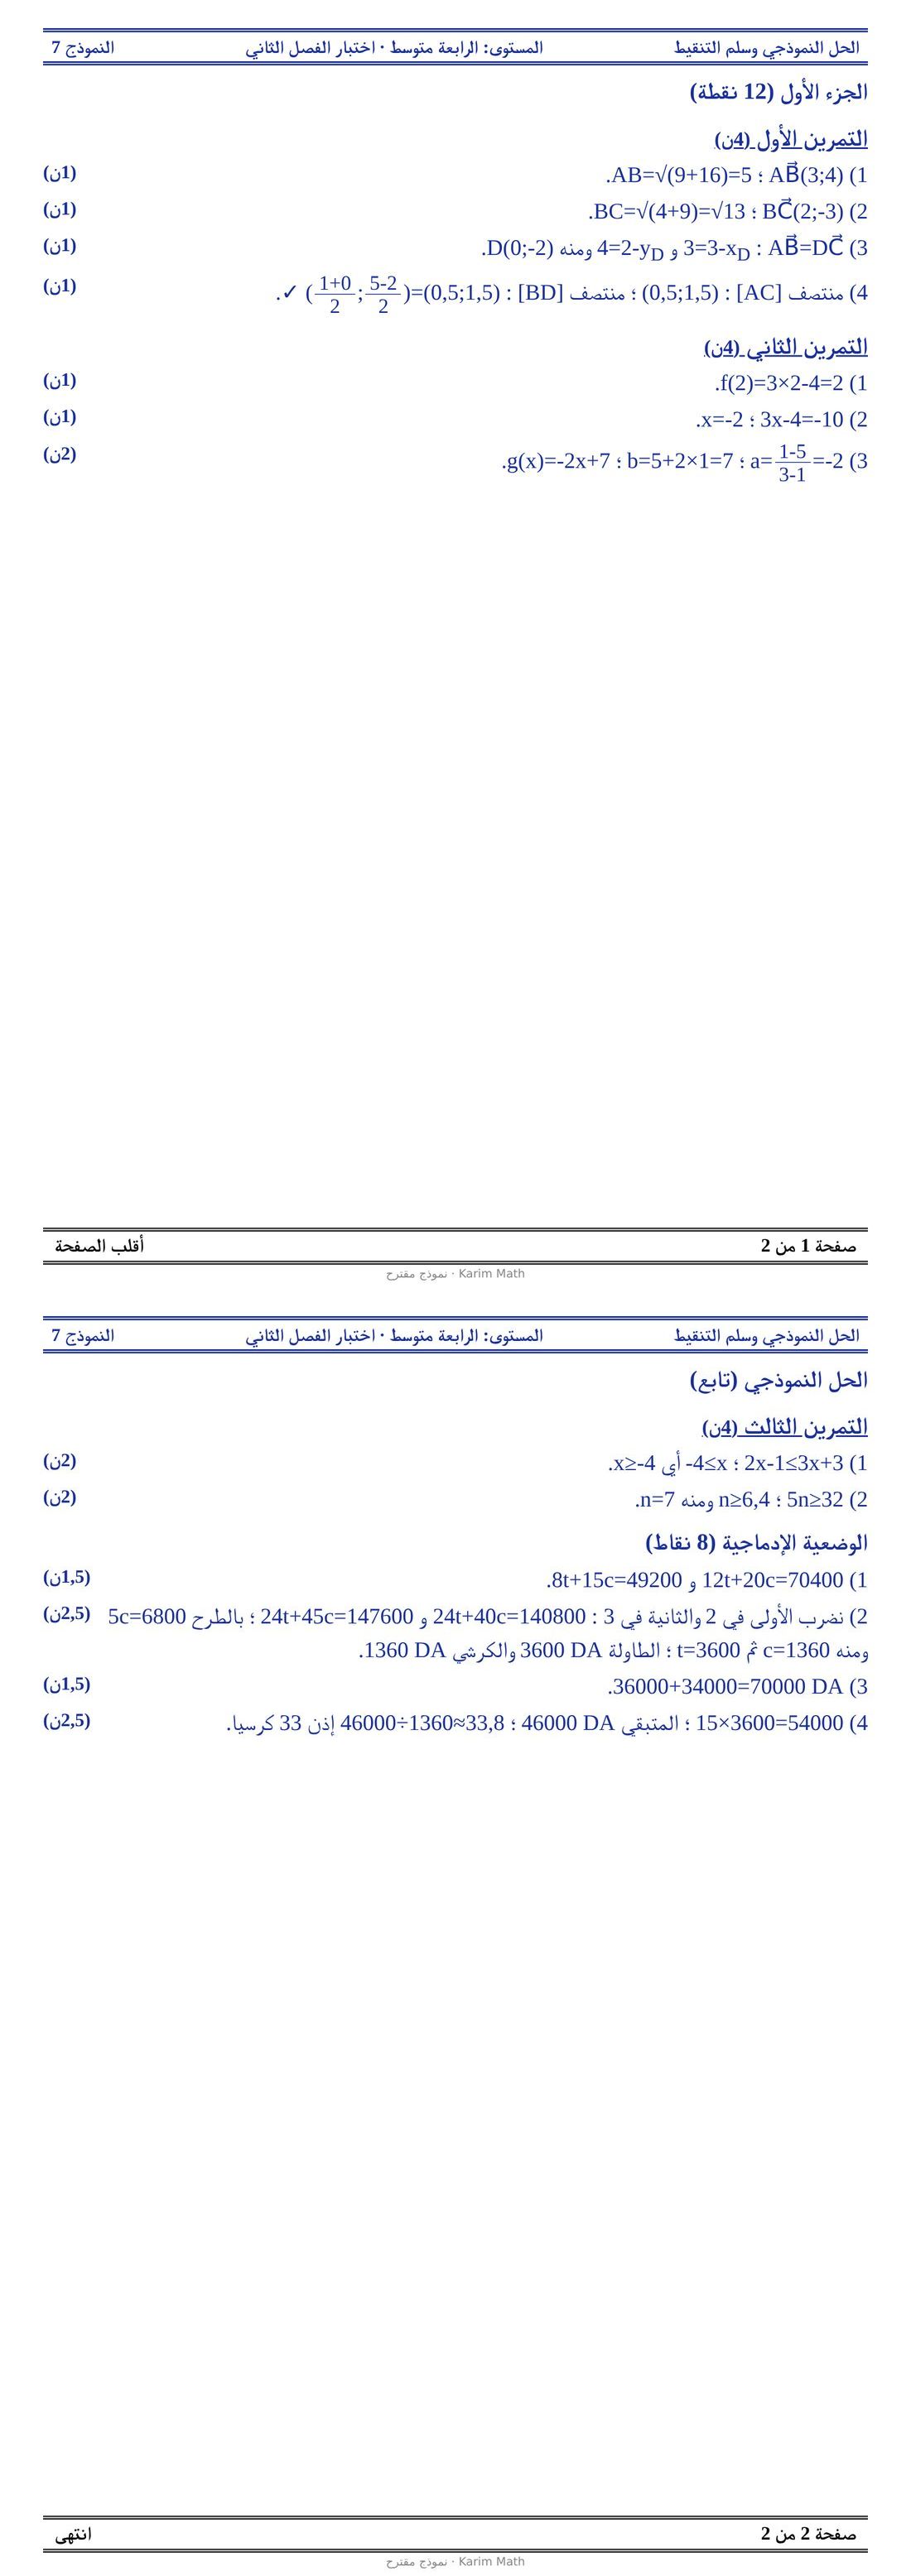 الحل النموذجي وسلم التنقيط المستوى: الرابعة متوسط · اختبار الفصل الثاني النموذج 7
الجزء الأول (12 نقطة)
التمرين الأول (4ن)
1) AB⃗(3;4) ؛ AB=√(9+16)=5. (1ن)
2) BC⃗(2;-3) ؛ BC=√(4+9)=√13. (1ن)
3) AB⃗=DC⃗ : 3=3-x_D و 4=2-y_D ومنه D(0;-2). (1ن)
4) منتصف [AC] : (0,5;1,5) ؛ منتصف [BD] : (1+0/2;5-2/2)=(0,5;1,5) ✓. (1ن)
التمرين الثاني (4ن)
1) f(2)=3×2-4=2. (1ن)
2) 3x-4=-10 ؛ x=-2. (1ن)
3) a=1-5/3-1=-2 ؛ b=5+2×1=7 ؛ g(x)=-2x+7. (2ن)
صفحة 1 من 2 أقلب الصفحة
Karim Math · نموذج مقترح
الحل النموذجي وسلم التنقيط المستوى: الرابعة متوسط · اختبار الفصل الثاني النموذج 7
الحل النموذجي (تابع)
التمرين الثالث (4ن)
1) 2x-1≤3x+3 ؛ -4≤x أي x≥-4. (2ن)
2) 5n≥32 ؛ n≥6,4 ومنه n=7. (2ن)
الوضعية الإدماجية (8 نقاط)
1) 12t+20c=70400 و 8t+15c=49200. (1,5ن)
2) نضرب الأولى في 2 والثانية في 3 : 24t+40c=140800 و 24t+45c=147600 ؛ بالطرح 5c=6800 (2,5ن)
ومنه c=1360 ثم t=3600 ؛ الطاولة 3600 DA والكرسي 1360 DA.
3) 36000+34000=70000 DA. (1,5ن)
4) 15×3600=54000 ؛ المتبقي 46000 DA ؛ 46000÷1360≈33,8 إذن 33 كرسيا. (2,5ن)
صفحة 2 من 2 انتهى
Karim Math · نموذج مقترح